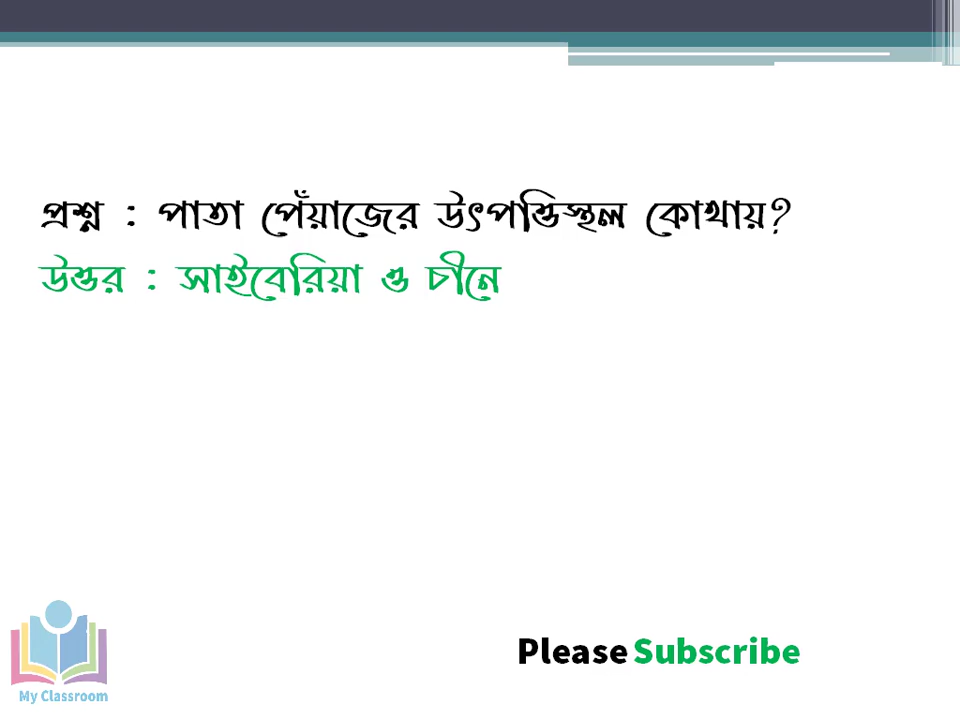 প্রশ্ন : পাতা পেঁয়াজের উৎপত্তিস্থল কোথায়?
উত্তর : সাইবেরিয়া ও চীনে
Please Subscribe
My Classroom